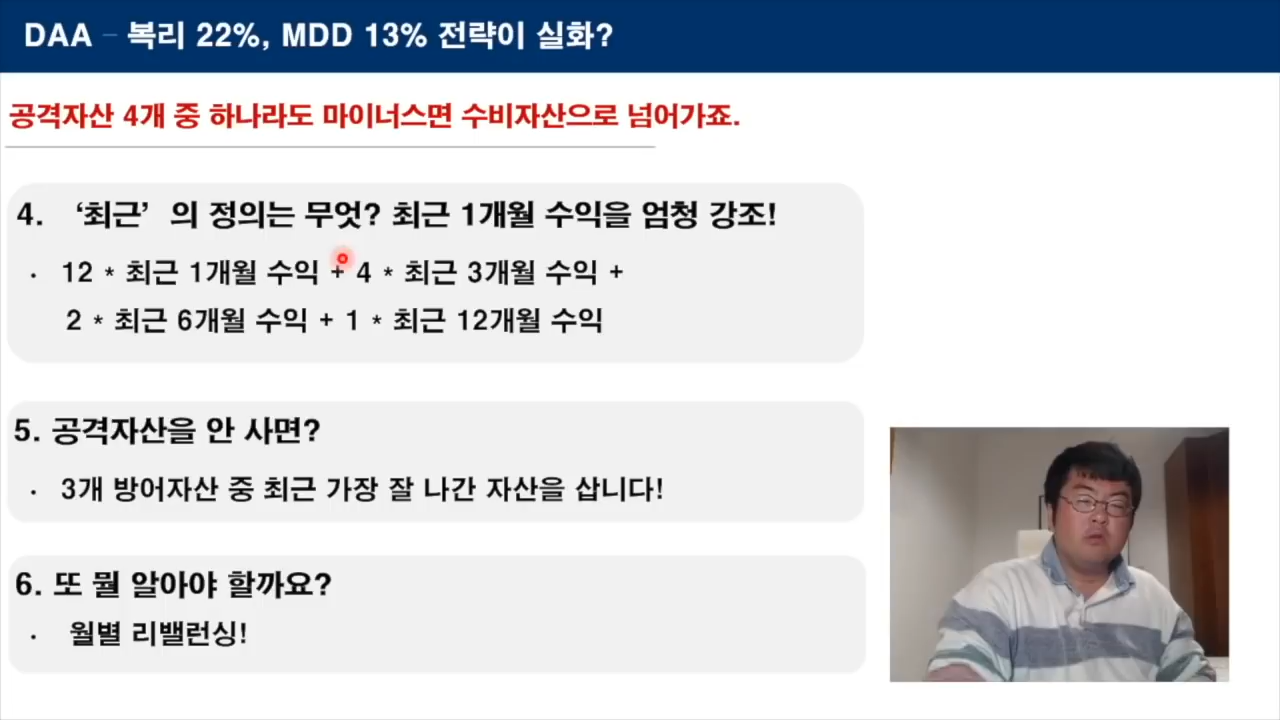 DAA – 복리 22%, MDD 13% 전략이 실화?
공격자산 4개 중 하나라도 마이너스면 수비자산으로 넘어가죠.
4. ‘최근’ 의 정의는 무엇? 최근 1개월 수익을 엄청 강조!
· 12 * 최근 1개월 수익 + 4 * 최근 3개월 수익 +
2 * 최근 6개월 수익 + 1 * 최근 12개월 수익
5. 공격자산을 안 사면?
· 3개 방어자산 중 최근 가장 잘 나간 자산을 삽니다!
6. 또 뭘 알아야 할까요?
· 월별 리밸런싱!